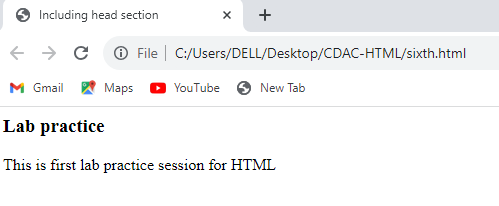 Including head section
File C:/Users/DELL/Desktop/CDAC-HTML/sixth.html
Gmail Maps YouTube New Tab
Lab practice
This is first lab practice session for HTML